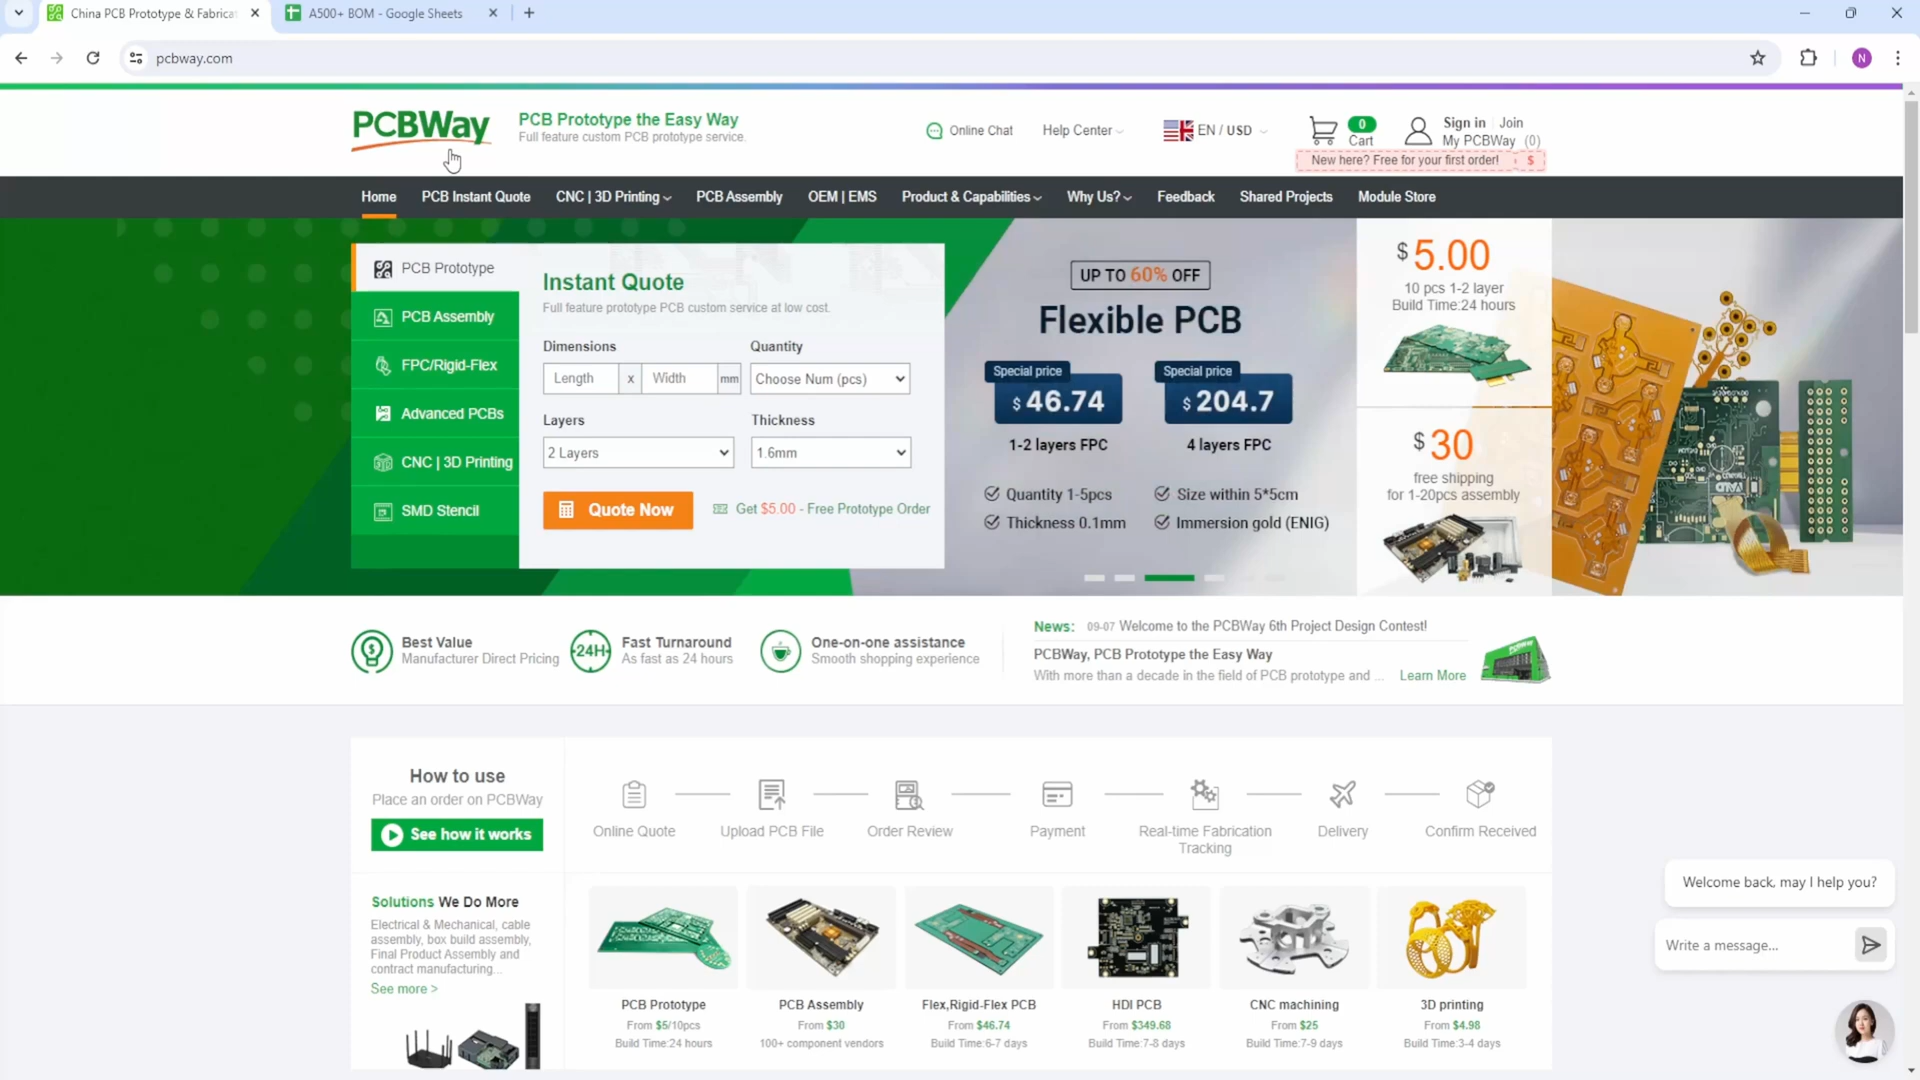 China PCB Prototype & Fabricat
A500+ BOM - Google Sheets
pcbway.com
N
PCBWay
PCB Prototype the Easy Way
Full feature custom PCB prototype service.
Online Chat
Help Center
EN / USD
0
Cart
Sign in
Join
My PCBWay (0)
New here? Free for your first order!
$
Home
PCB Instant Quote
CNC | 3D Printing
PCB Assembly
OEM | EMS
Product & Capabilities
Why Us?
Feedback
Shared Projects
Module Store
PCB Prototype
PCB Assembly
FPC/Rigid-Flex
Advanced PCBs
CNC | 3D Printing
SMD Stencil
Instant Quote
Full feature prototype PCB custom service at low cost.
Dimensions
Quantity
Length
x
Width
mm
Choose Num (pcs)
Layers
Thickness
2 Layers
1.6mm
Quote Now
Get $5.00 - Free Prototype Order
UP TO 60% OFF
Flexible PCB
Special price
$ 46.74
1-2 layers FPC
Special price
$ 204.7
4 layers FPC
Quantity 1-5pcs
Size within 5*5cm
Thickness 0.1mm
Immersion gold (ENIG)
$ 5.00
10 pcs 1-2 layer
Build Time:24 hours
$ 30
free shipping
for 1-20pcs assembly
Best Value
Manufacturer Direct Pricing
24H
Fast Turnaround
As fast as 24 hours
One-on-one assistance
Smooth shopping experience
News: 09-07 Welcome to the PCBWay 6th Project Design Contest!
PCBWay, PCB Prototype the Easy Way
With more than a decade in the field of PCB prototype and ...
Learn More
How to use
Place an order on PCBWay
See how it works
Online Quote
Upload PCB File
Order Review
Payment
Real-time Fabrication
Tracking
Delivery
Confirm Received
Solutions We Do More
Electrical & Mechanical, cable
assembly, box build assembly,
Final Product Assembly and
contract manufacturing...
See more >
PCB Prototype
From $5/10pcs
Build Time:24 hours
PCB Assembly
From $30
100+ component vendors
Flex,Rigid-Flex PCB
From $46.74
Build Time:6-7 days
HDI PCB
From $349.68
Build Time:7-8 days
CNC machining
From $25
Build Time:7-9 days
3D printing
From $4.98
Build Time:3-4 days
Welcome back, may I help you?
Write a message...